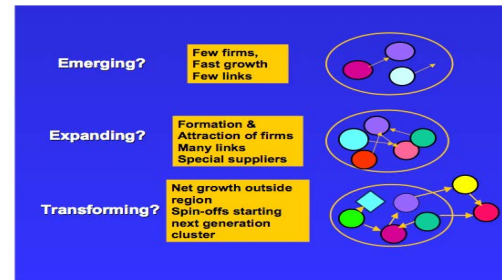 Emerging?
Few firms,
Fast growth
Few links
Expanding?
Formation &
Attraction of firms
Many links
Special suppliers
Transforming?
Net growth outside
region
Spin-offs starting
next generation
cluster